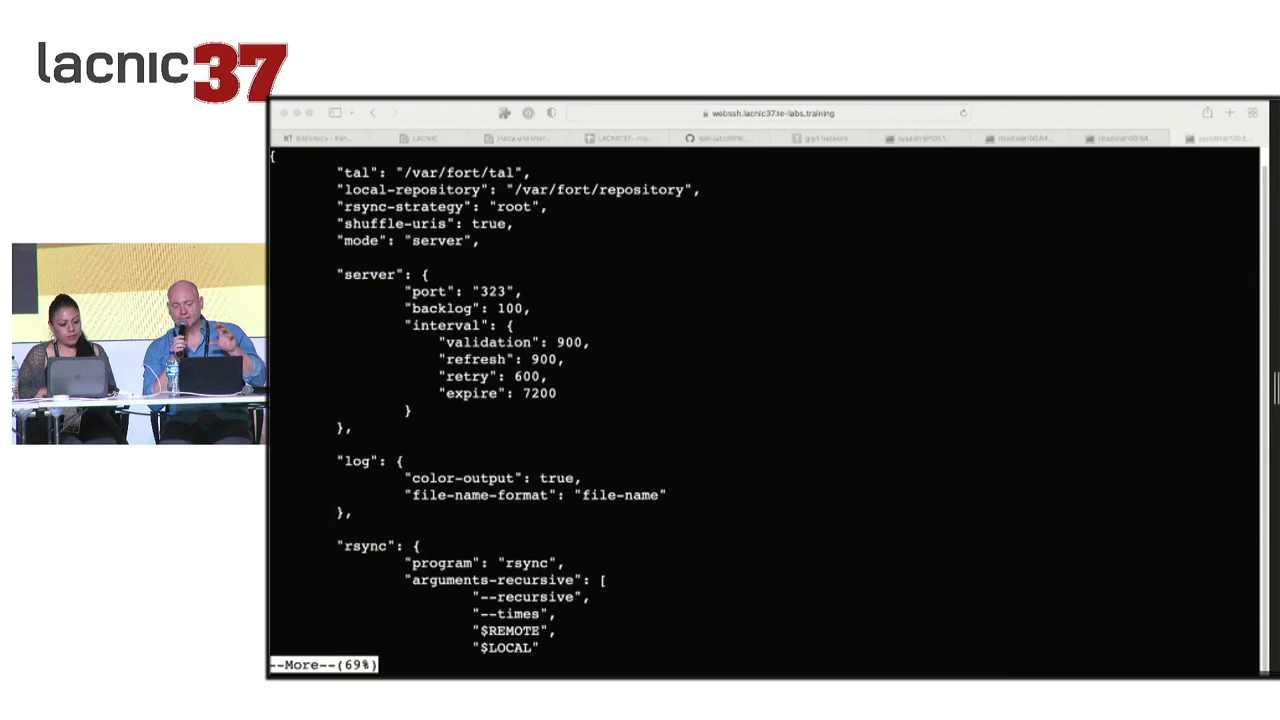 lacnic37
webssh.lacnic37.te-labs.training
LACNIC
{
"tal": "/var/fort/tal",
"local-repository": "/var/fort/repository",
"rsync-strategy": "root",
"shuffle-uris": true,
"mode": "server",
"server": {
"port": "323",
"backlog": 100,
"interval": {
"validation": 900,
"refresh": 900,
"retry": 600,
"expire": 7200
}
},
"log": {
"color-output": true,
"file-name-format": "file-name"
},
"rsync": {
"program": "rsync",
"arguments-recursive": [
"--recursive",
"--times",
"$REMOTE",
"$LOCAL"
--More--(69%)